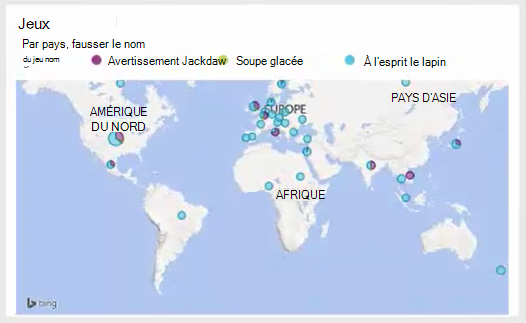 Jeux
Par pays, fausser le nom
du jeu nom
Avertissement Jackdaw
Soupe glacée
À l'esprit le lapin
AMÉRIQUE
DU NORD
EUROPE
PAYS D'ASIE
AFRIQUE
bing